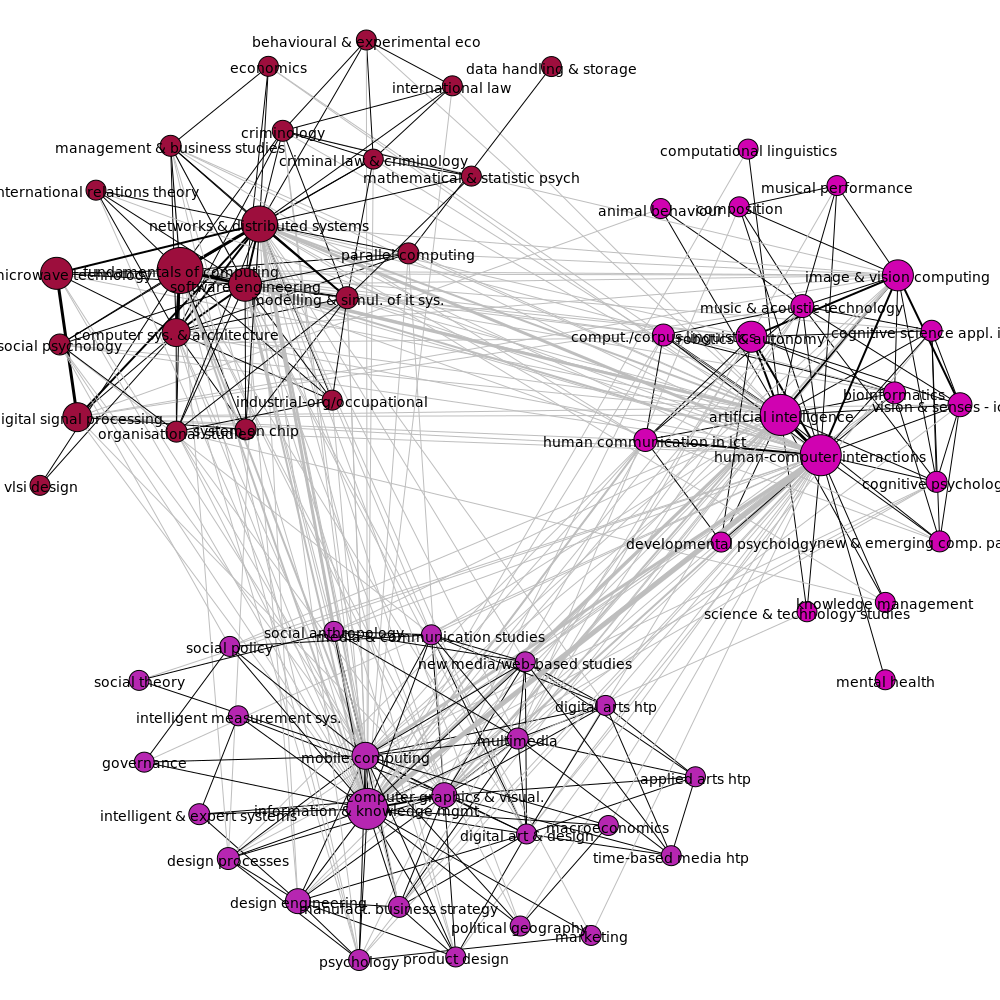 behavioural & experimental eco
economics
data handling & storage
international law
criminology
management & business studies
criminal law & criminology
mathematical & statistic psych
nternational relations theory
networks & distributed systems
parallel computing
microwave technology
fundamentals of computing
software engineering
modelling & simul. of it sys.
computer sys. & architecture
social psychology
industrial-org/occupational
igital signal processing
organisational studies
system on chip
vlsi design
computational linguistics
musical performance
animal behaviour
composition
image & vision computing
music & acoustic technology
comput./corpus linguistics
robotics & autonomy
cognitive science appl. i
bioinformatics
vision & senses - ic
artificial intelligence
human communication in ict
human-computer interactions
cognitive psycholog
developmental psychology
new & emerging comp. pa
knowledge management
science & technology studies
mental health
social anthropology
media & communication studies
social policy
new media/web-based studies
social theory
digital arts htp
intelligent measurement sys.
multimedia
mobile computing
governance
applied arts htp
computer graphics & visual.
information & knowledge mgmt
intelligent & expert systems
macroeconomics
digital art & design
time-based media htp
design processes
design engineering
manufact. business strategy
political geography
marketing
psychology
product design